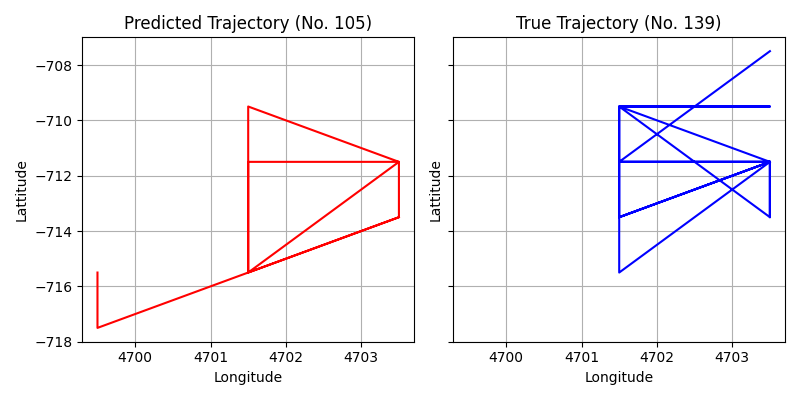 Predicted Trajectory (No. 105)
True Trajectory (No. 139)
−708
−710
−712
−714
−716
−718
Lattitude
Lattitude
4700 4701 4702 4703
4700 4701 4702 4703
Longitude
Longitude